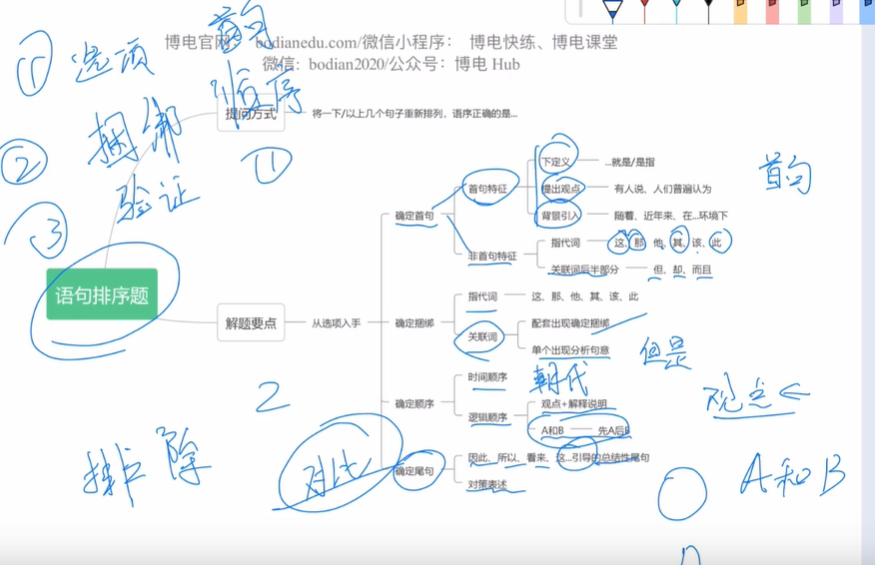 ① 选项 首句
博电官网: bodianedu.com/微信小程序: 博电快练、博电课堂
微信: bodian2020/公众号: 博电 Hub
顺序
提问方式 将一下/以上几个句子重新排列,语序正确的是...
② 捆绑 ①
下定义 ...就是/是指
首句特征 提出观点 有人说、人们普遍认为
首句
验证
确定首句 背景引入 随着、近年来、在...环境下
③
指代词 这、那、他、其、该、此
非首句特征
关联词后半部分 但、却、而且
语句排序题
指代词 这、那、他、其、该、此
解题要点 从选项入手 确定捆绑 配套出现确定捆绑
关联词
单个出现分析句意 但是
时间顺序 朝代
2 确定顺序 观点+解释说明 观点
逻辑顺序
A和B 先A后B
排除 对比 确定尾句 因此、所以、看来、这...引导的总结性尾句
A和B
对策表述